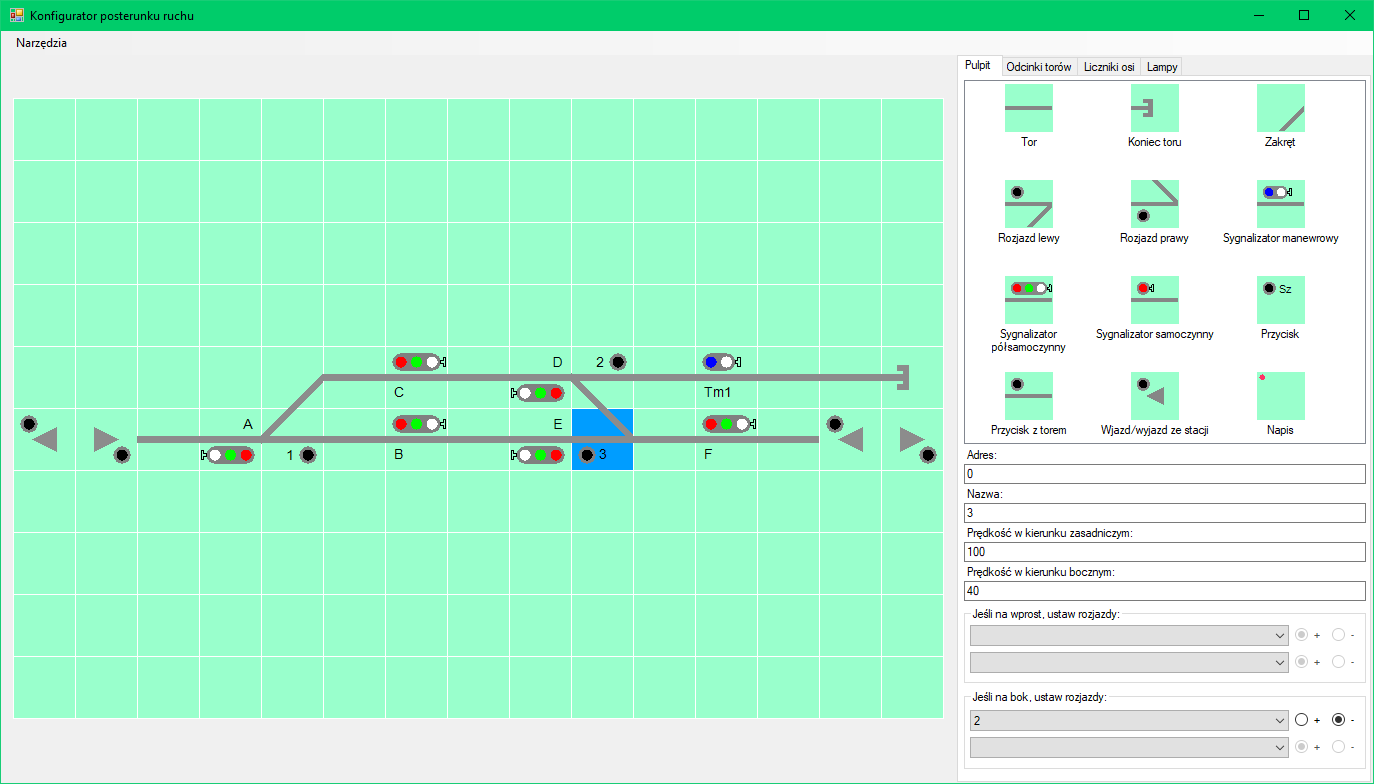 Konfigurator posterunku ruchu
Narzędzia
Pulpit Odcinki torów Liczniki osi Lampy
Tor Koniec toru Zakręt
Rozjazd lewy Rozjazd prawy Sygnalizator manewrowy
Sz
Sygnalizator półsamoczynny Sygnalizator samoczynny Przycisk
Przycisk z torem Wjazd/wyjazd ze stacji Napis
D 2
C Tm1
A E
1 B 3 F
Adres:
0
Nazwa:
3
Prędkość w kierunku zasadniczym:
100
Prędkość w kierunku bocznym:
40
Jeśli na wprost, ustaw rozjazdy:
+ -
+ -
Jeśli na bok, ustaw rozjazdy:
2 + -
+ -